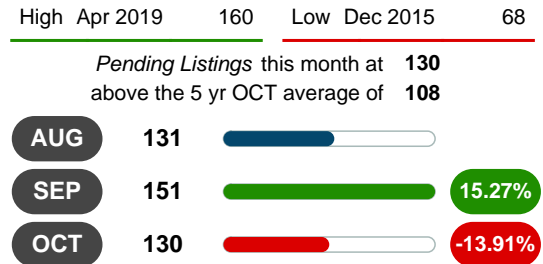 High Apr 2019 160 Low Dec 2015 68
Pending Listings this month at 130
above the 5 yr OCT average of 108
AUG 131
SEP 151 15.27%
OCT 130 -13.91%